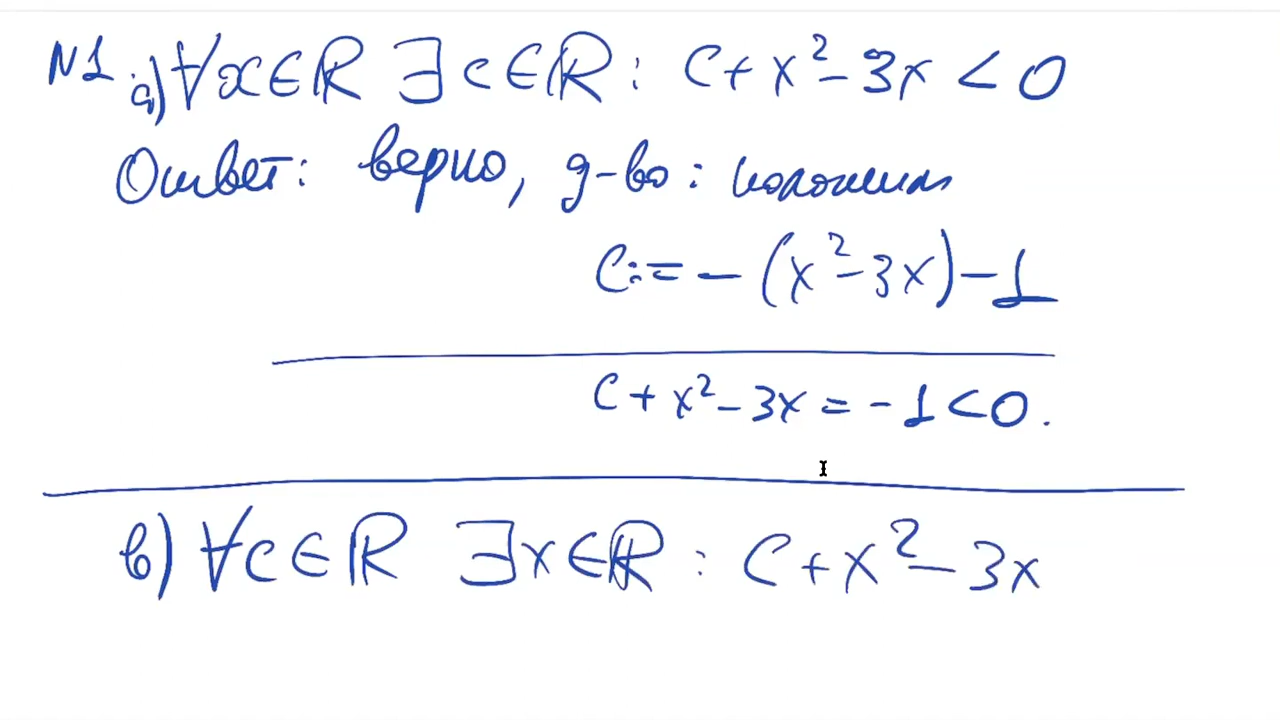 N1 a) ∀x∈ℝ ∃c∈ℝ: c+x²-3x<0
Ответ: верно, д-во: положим
c:=-(x²-3x)-1
c+x²-3x=-1<0.
в) ∀c∈ℝ ∃x∈ℝ: c+x²-3x